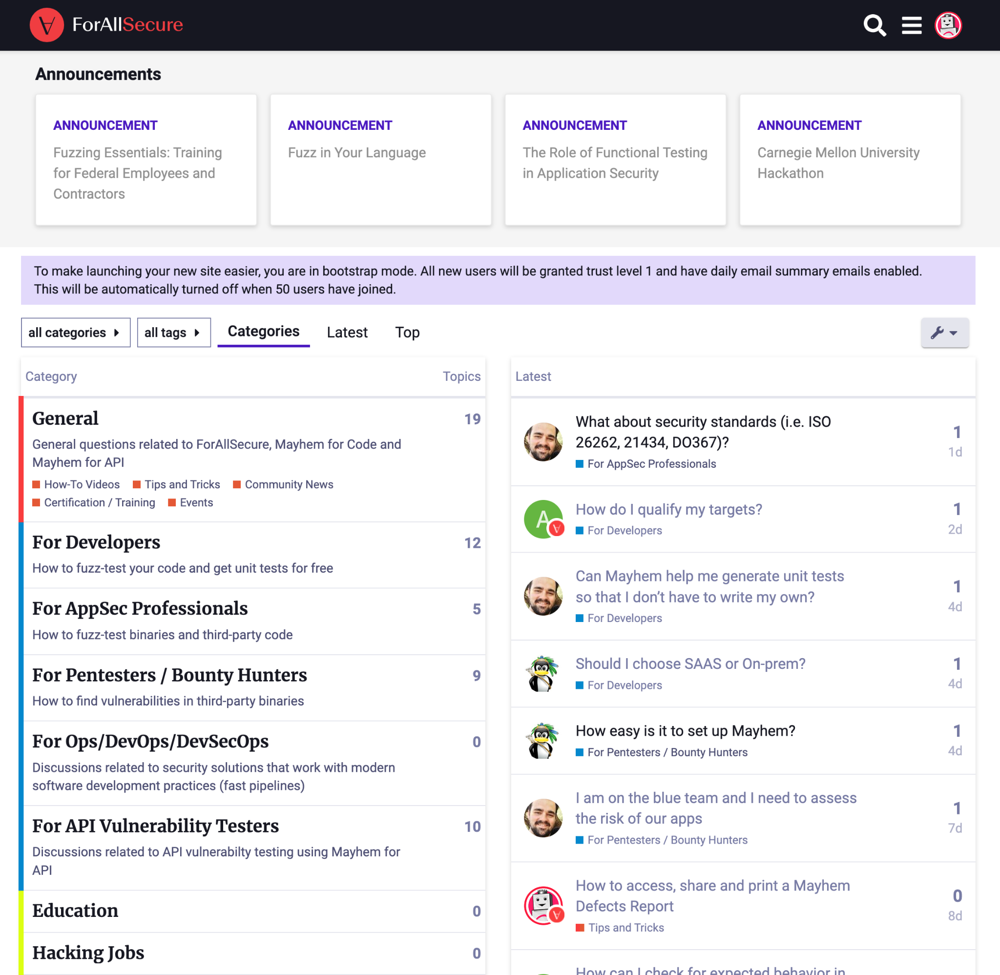 ForAllSecure
Announcements
ANNOUNCEMENT
Fuzzing Essentials: Training
for Federal Employees and
Contractors
ANNOUNCEMENT
Fuzz in Your Language
ANNOUNCEMENT
The Role of Functional Testing
in Application Security
ANNOUNCEMENT
Carnegie Mellon University
Hackathon
To make launching your new site easier, you are in bootstrap mode. All new users will be granted trust level 1 and have daily email summary emails enabled.
This will be automatically turned off when 50 users have joined.
all categories
all tags
Categories
Latest
Top
Category
Topics
General
19
General questions related to ForAllSecure, Mayhem for Code and
Mayhem for API
How-To Videos
Tips and Tricks
Community News
Certification / Training
Events
For Developers
12
How to fuzz-test your code and get unit tests for free
For AppSec Professionals
5
How to fuzz-test binaries and third-party code
For Pentesters / Bounty Hunters
9
How to find vulnerabilities in third-party binaries
For Ops/DevOps/DevSecOps
0
Discussions related to security solutions that work with modern
software development practices (fast pipelines)
For API Vulnerability Testers
10
Discussions related to API vulnerabilty testing using Mayhem for
API
Education
0
Hacking Jobs
0
Latest
What about security standards (i.e. ISO
26262, 21434, DO367)?
For AppSec Professionals
1
1d
A
How do I qualify my targets?
For Developers
1
2d
Can Mayhem help me generate unit tests
so that I don’t have to write my own?
For Developers
1
4d
Should I choose SAAS or On-prem?
For Developers
1
4d
How easy is it to set up Mayhem?
For Pentesters / Bounty Hunters
1
4d
I am on the blue team and I need to assess
the risk of our apps
For Pentesters / Bounty Hunters
1
7d
How to access, share and print a Mayhem
Defects Report
Tips and Tricks
0
8d
How can I check for expected behavior in